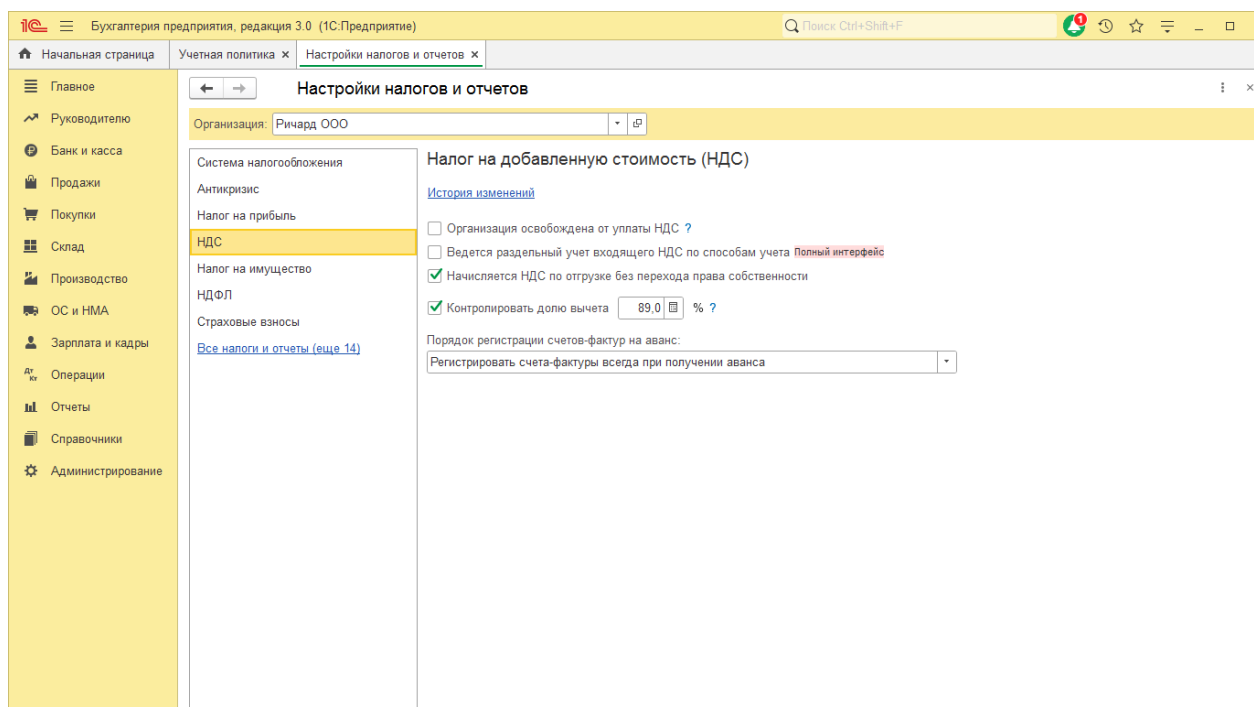 1С Бухгалтерия предприятия, редакция 3.0 (1С:Предприятие) Поиск Ctrl+Shift+F 1
Начальная страница Учетная политика × Настройки налогов и отчетов ×
Главное
Руководителю
Банк и касса
Продажи
Покупки
Склад
Производство
ОС и НМА
Зарплата и кадры
Дт Кт Операции
Отчеты
Справочники
Администрирование
Настройки налогов и отчетов
Организация: Ричард ООО
Система налогообложения
Антикризис
Налог на прибыль
НДС
Налог на имущество
НДФЛ
Страховые взносы
Все налоги и отчеты (еще 14)
Налог на добавленную стоимость (НДС)
История изменений
Организация освобождена от уплаты НДС ?
Ведется раздельный учет входящего НДС по способам учета Полный интерфейс
Начисляется НДС по отгрузке без перехода права собственности
Контролировать долю вычета 89,0 % ?
Порядок регистрации счетов-фактур на аванс:
Регистрировать счета-фактуры всегда при получении аванса